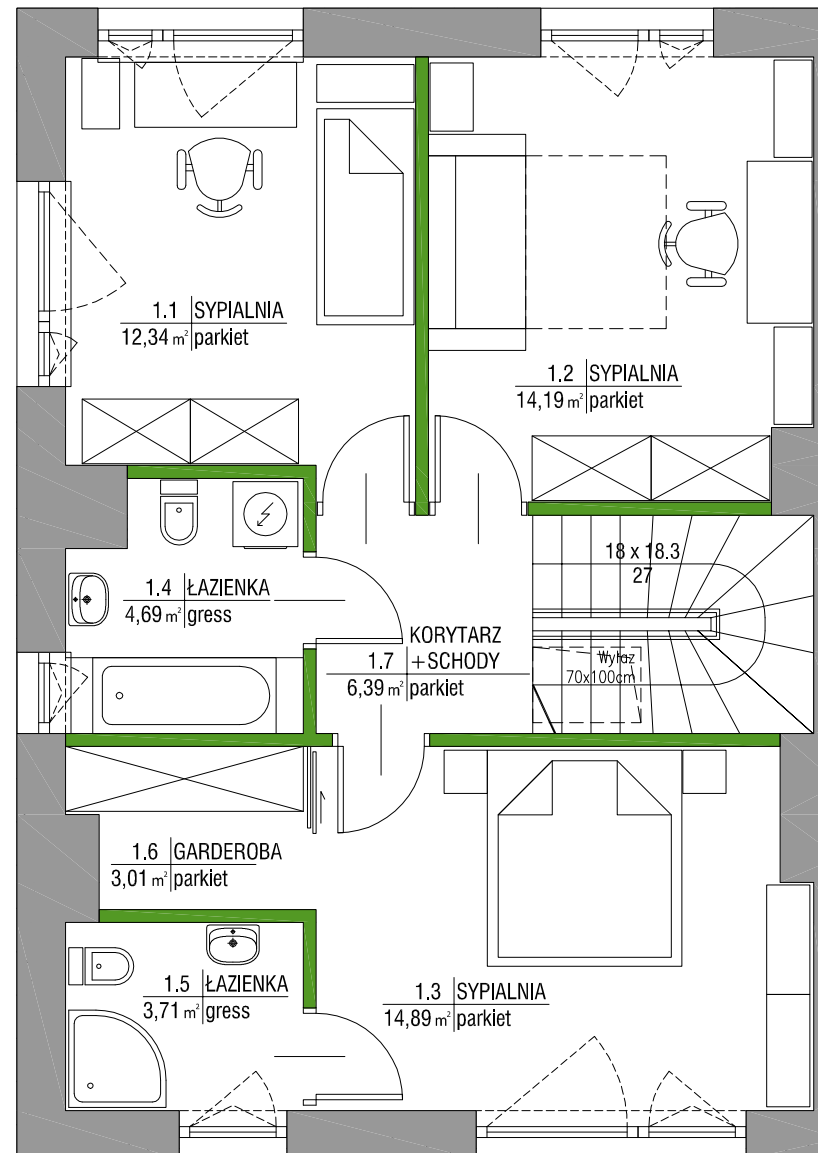 1.1 SYPIALNIA
12,34 m² parkiet
1.2 SYPIALNIA
14,19 m² parkiet
18 x 18.3
27
1.4 ŁAZIENKA
4,69 m² gress
KORYTARZ
1.7 +SCHODY
6,39 m² parkiet
Wyłaz
70x100cm
1.6 GARDEROBA
3,01 m² parkiet
1.5 ŁAZIENKA
3,71 m² gress
1.3 SYPIALNIA
14,89 m² parkiet